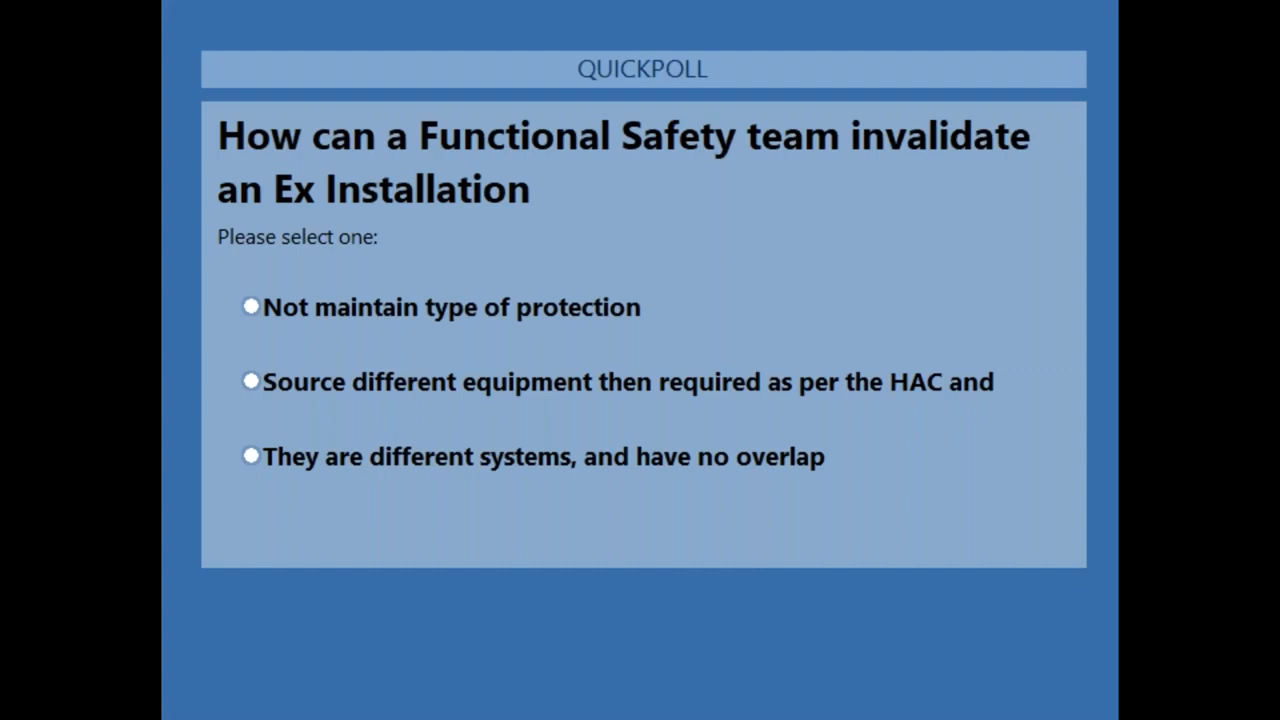 QUICKPOLL
How can a Functional Safety team invalidate
an Ex Installation
Please select one:
Not maintain type of protection
Source different equipment then required as per the HAC and
They are different systems, and have no overlap